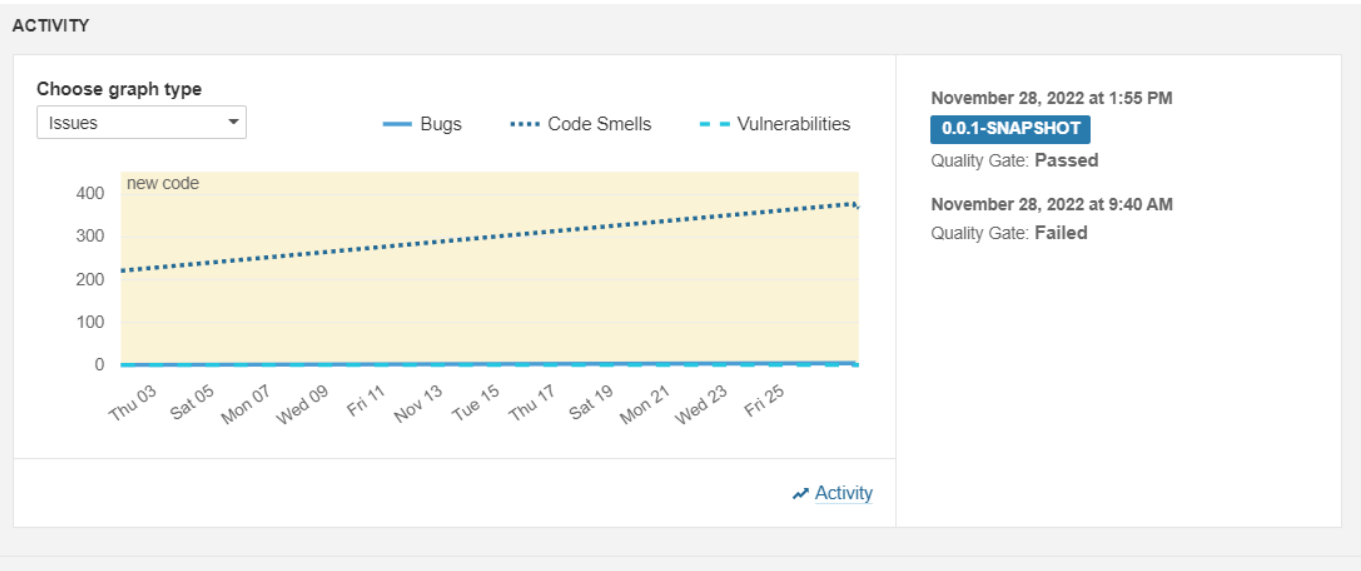 ACTIVITY
Choose graph type
Issues
Bugs
Code Smells
Vulnerabilities
new code
400
300
200
100
0
Thu 03
Sat 05
Mon 07
Wed 09
Fri 11
Nov 13
Tue 15
Thu 17
Sat 19
Mon 21
Wed 23
Fri 25
Activity
November 28, 2022 at 1:55 PM
0.0.1-SNAPSHOT
Quality Gate: Passed
November 28, 2022 at 9:40 AM
Quality Gate: Failed